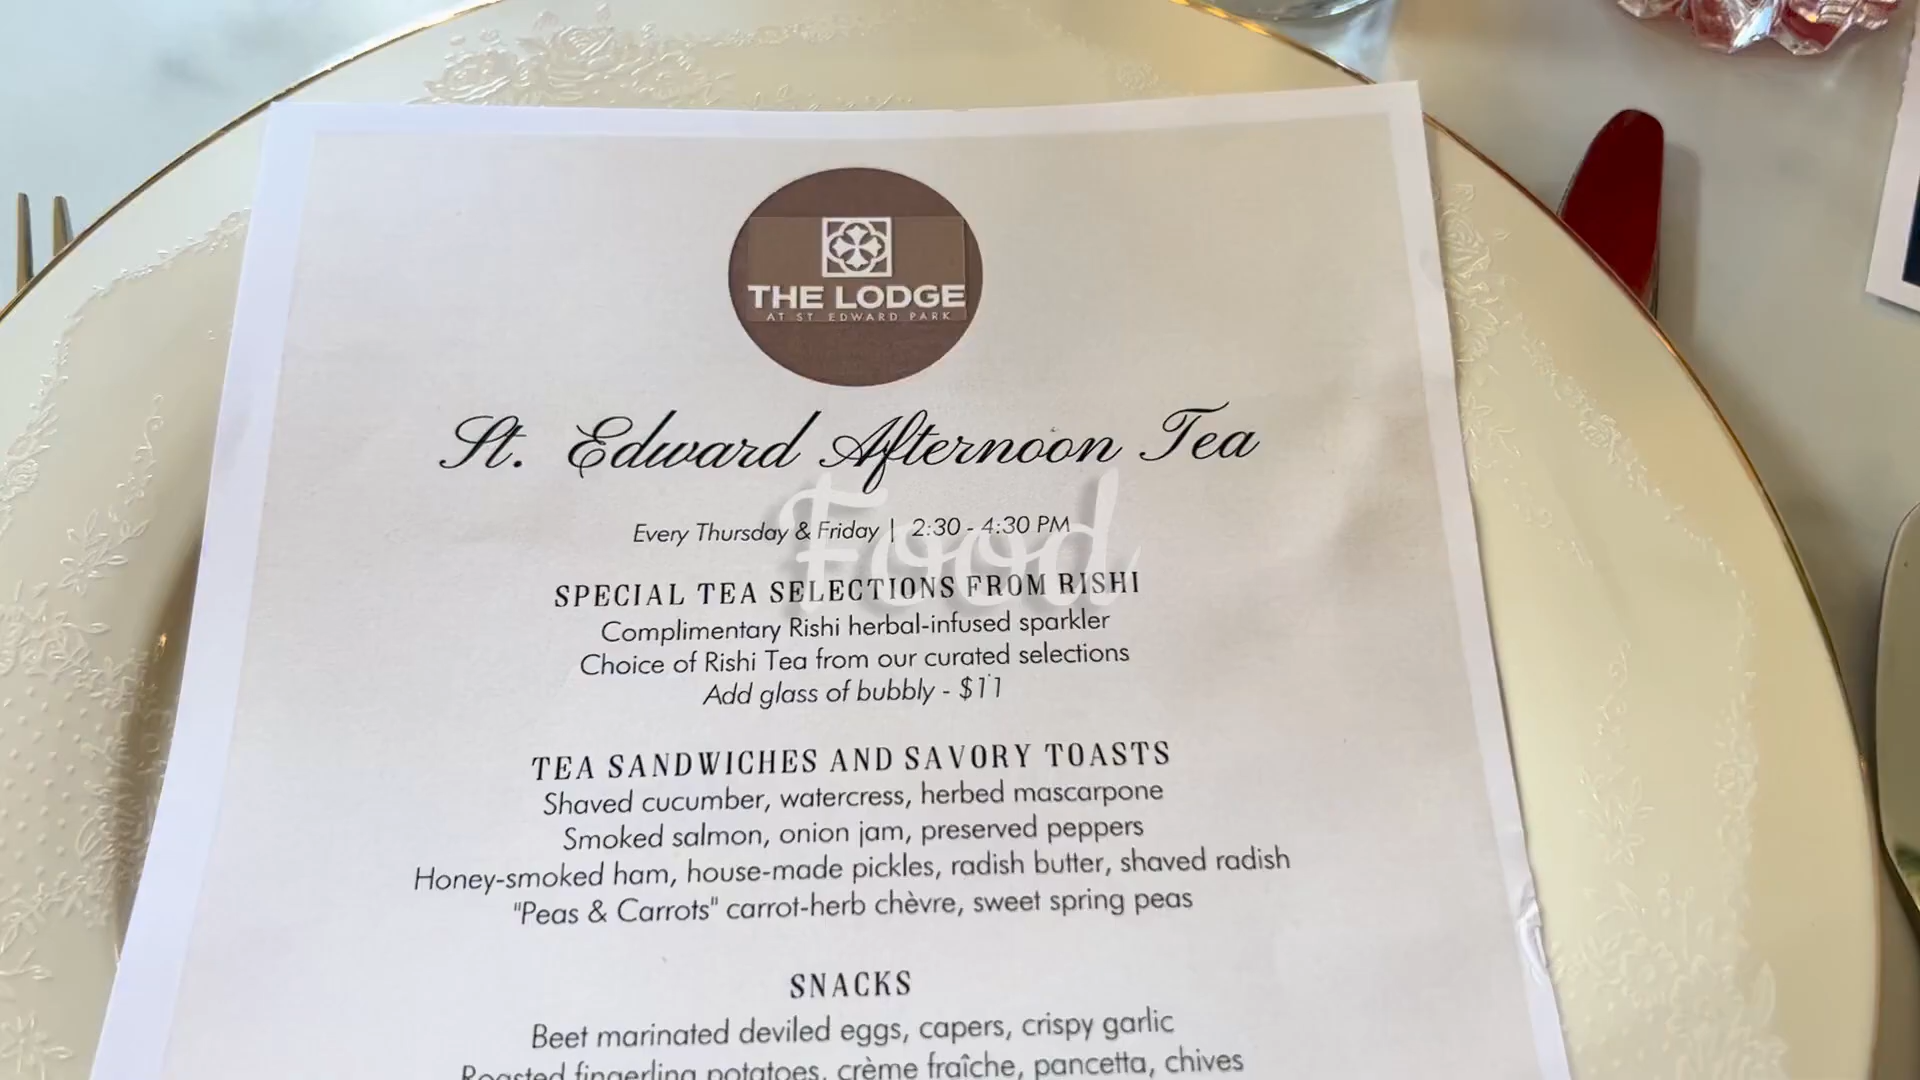 THE LODGE
AT ST EDWARD PARK
St. Edward Afternoon Tea
Food
Every Thursday & Friday | 2:30 - 4:30 PM
SPECIAL TEA SELECTIONS FROM RISHI
Complimentary Rishi herbal-infused sparkler
Choice of Rishi Tea from our curated selections
Add glass of bubbly - $11
TEA SANDWICHES AND SAVORY TOASTS
Shaved cucumber, watercress, herbed mascarpone
Smoked salmon, onion jam, preserved peppers
Honey-smoked ham, house-made pickles, radish butter, shaved radish
"Peas & Carrots" carrot-herb chèvre, sweet spring peas
SNACKS
Beet marinated deviled eggs, capers, crispy garlic
Roasted fingerling potatoes, crème fraîche, pancetta, chives